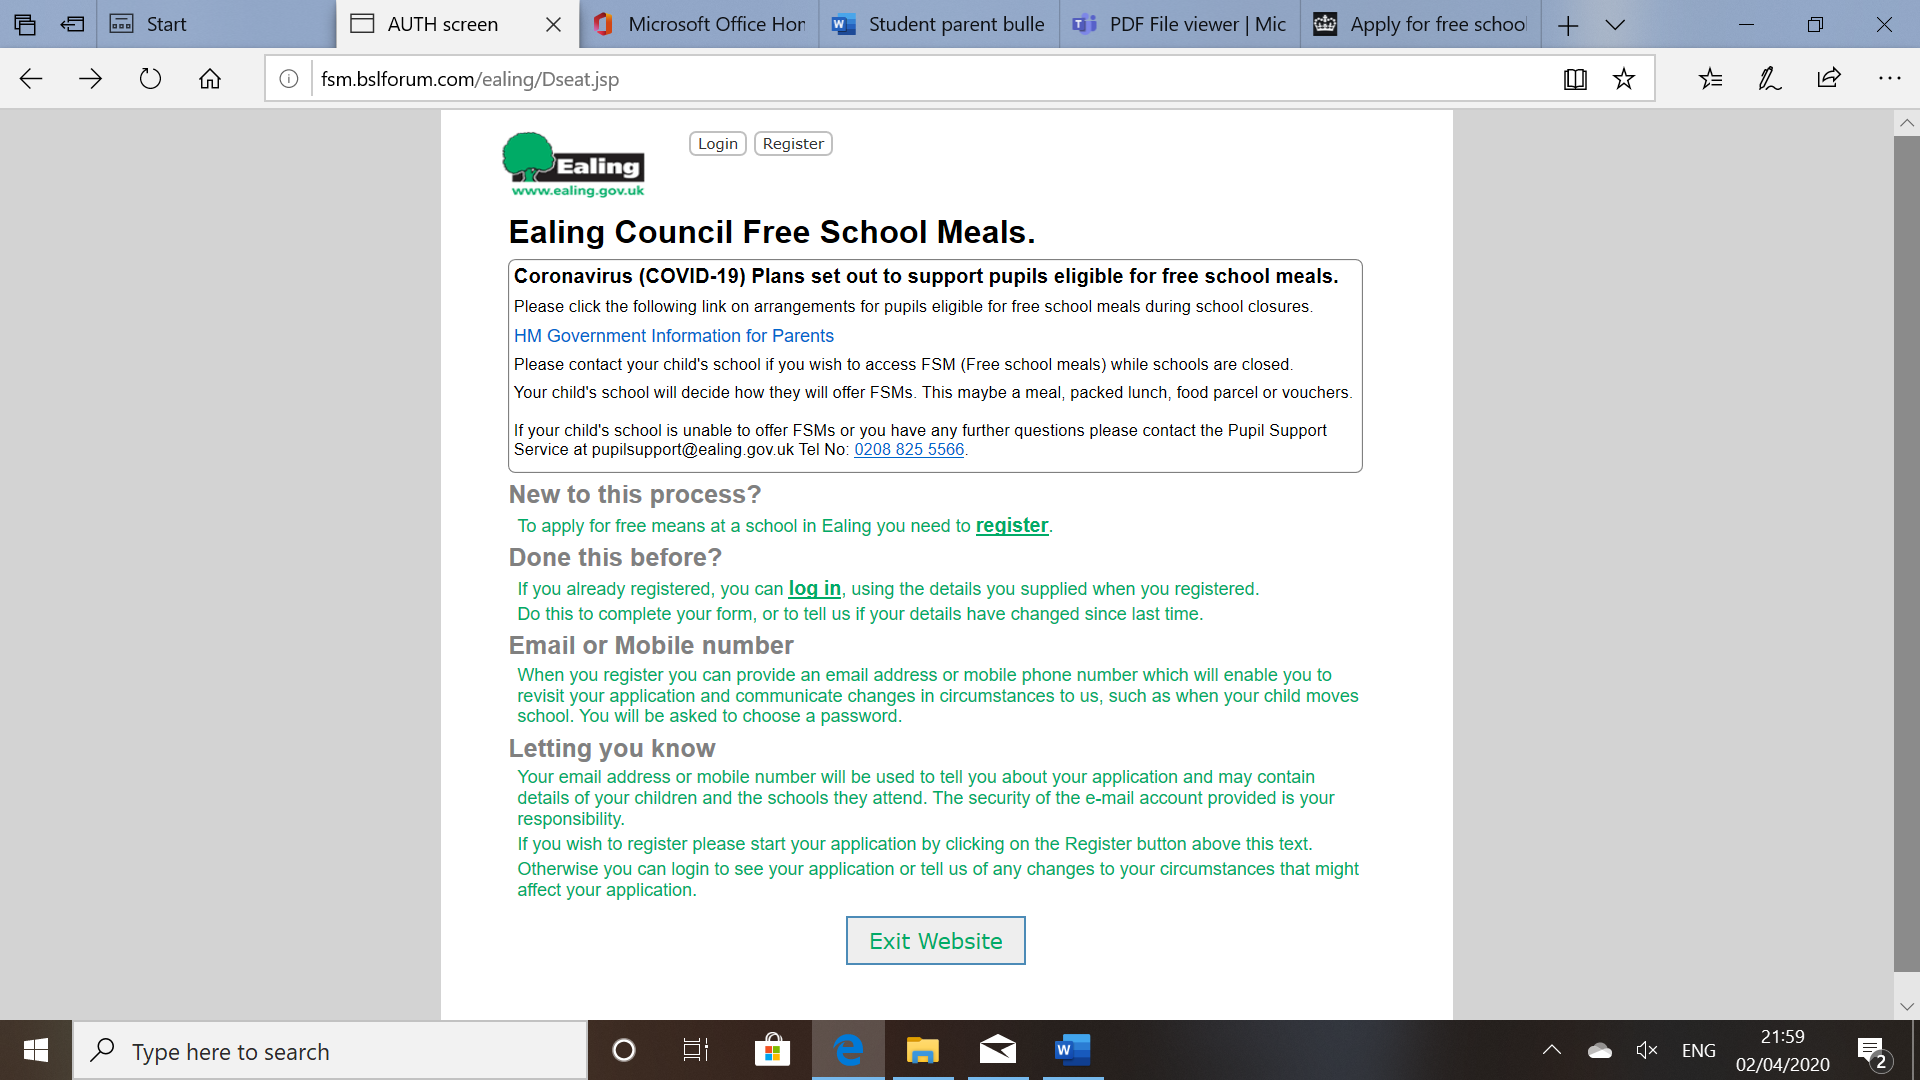 Start
AUTH screen
Microsoft Office Hon
Student parent bulle
PDF File viewer | Mic
Apply for free school
fsm.bslforum.com/ealing/Dseat.jsp
Ealing
www.ealing.gov.uk
Login
Register
Ealing Council Free School Meals.
Coronavirus (COVID-19) Plans set out to support pupils eligible for free school meals.
Please click the following link on arrangements for pupils eligible for free school meals during school closures.
HM Government Information for Parents
Please contact your child's school if you wish to access FSM (Free school meals) while schools are closed.
Your child's school will decide how they will offer FSMs. This maybe a meal, packed lunch, food parcel or vouchers.
If your child's school is unable to offer FSMs or you have any further questions please contact the Pupil Support
Service at pupilsupport@ealing.gov.uk Tel No: 0208 825 5566.
New to this process?
To apply for free means at a school in Ealing you need to register.
Done this before?
If you already registered, you can log in, using the details you supplied when you registered.
Do this to complete your form, or to tell us if your details have changed since last time.
Email or Mobile number
When you register you can provide an email address or mobile phone number which will enable you to
revisit your application and communicate changes in circumstances to us, such as when your child moves
school. You will be asked to choose a password.
Letting you know
Your email address or mobile number will be used to tell you about your application and may contain
details of your children and the schools they attend. The security of the e-mail account provided is your
responsibility.
If you wish to register please start your application by clicking on the Register button above this text.
Otherwise you can login to see your application or tell us of any changes to your circumstances that might
affect your application.
Exit Website
Type here to search
W
ENG
21:59
02/04/2020
2